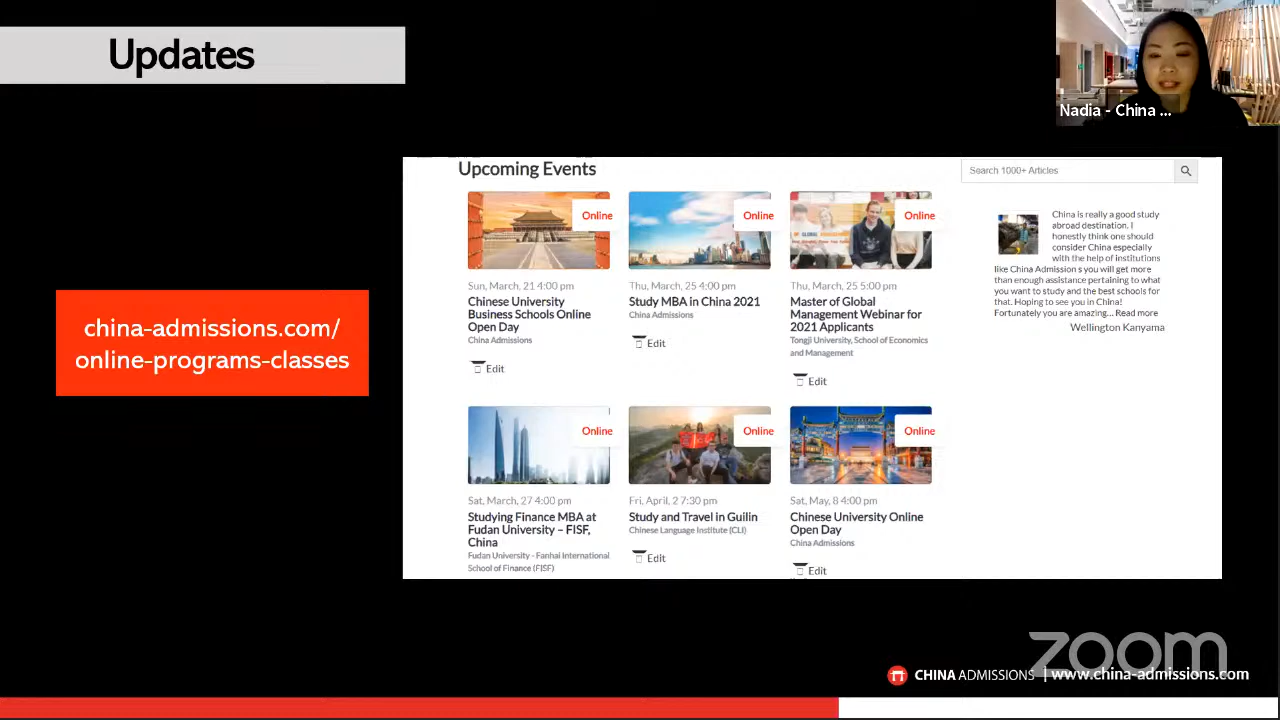 Updates
Nadia - China ...
china-admissions.com/
online-programs-classes
Upcoming Events
Search 1000+ Articles
Online
Online
Online
Sun, March, 21 4:00 pm
Chinese University
Business Schools Online
Open Day
China Admissions
Edit
Thu, March, 25 4:00 pm
Study MBA in China 2021
China Admissions
Edit
Thu, March, 25 5:00 pm
Master of Global
Management Webinar for
2021 Applicants
Tongji University, School of Economics
and Management
Edit
China is really a good study
abroad destination. I
honestly think one should
consider China especially
with the help of institutions
like China Admission s you will get more
than enough assistance pertaining to what
you want to study and the best schools for
that. Hoping to see you in China!
Fortunately you are amazing... Read more
Wellington Kanyama
Online
Online
Online
Sat, March, 27 4:00 pm
Studying Finance MBA at
Fudan University – FISF,
China
Fudan University - Fanhai International
School of Finance (FISF)
Fri, April, 2 7:30 pm
Study and Travel in Guilin
Chinese Language Institute (CLI)
Edit
Sat, May, 8 4:00 pm
Chinese University Online
Open Day
China Admissions
Edit
zoom
CHINA ADMISSIONS | www.china-admissions.com